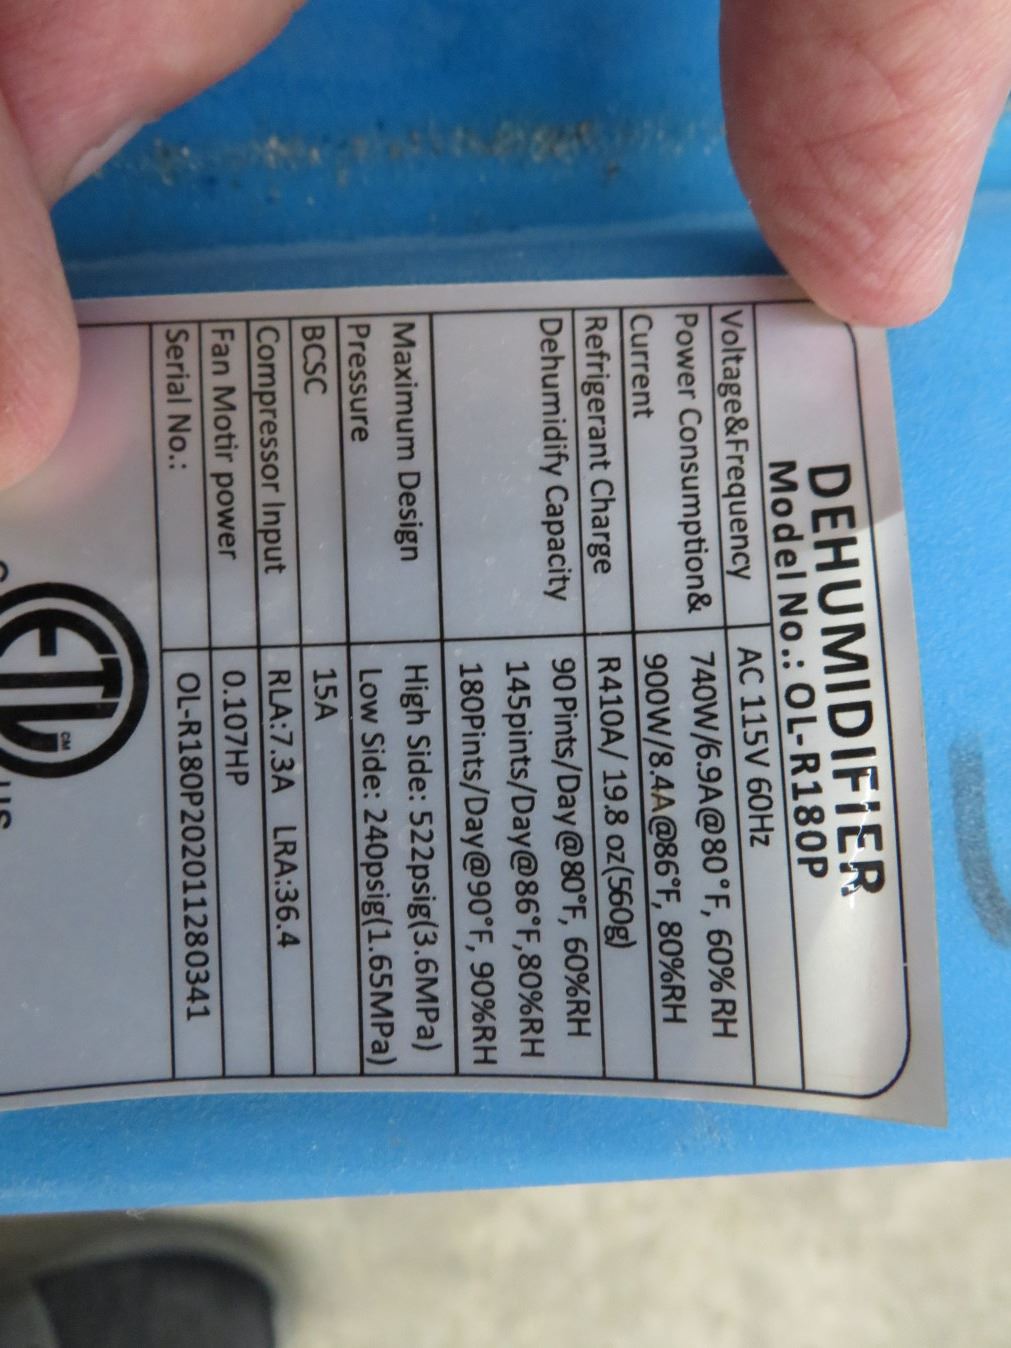 DEHUMIDIFIER
Model No.: OL-R180P
Voltage&Frequency AC 115V 60Hz
Power Consumption& 740W/6.9A@80°F, 60%RH
Current 900W/8.4A@86°F, 80%RH
Refrigerant Charge R410A/ 19.8 oz(560g)
Dehumidify Capacity 90Pints/Day@80°F, 60%RH
145pints/Day@86°F,80%RH
180Pints/Day@90°F, 90%RH
Maximum Design High Side: 522psig(3.6MPa)
Pressure Low Side: 240psig(1.65MPa)
BCSC 15A
Compressor Input RLA:7.3A LRA:36.4
Fan Motir power 0.107HP
Serial No.: OL-R180P202011280341
ETL CM
US